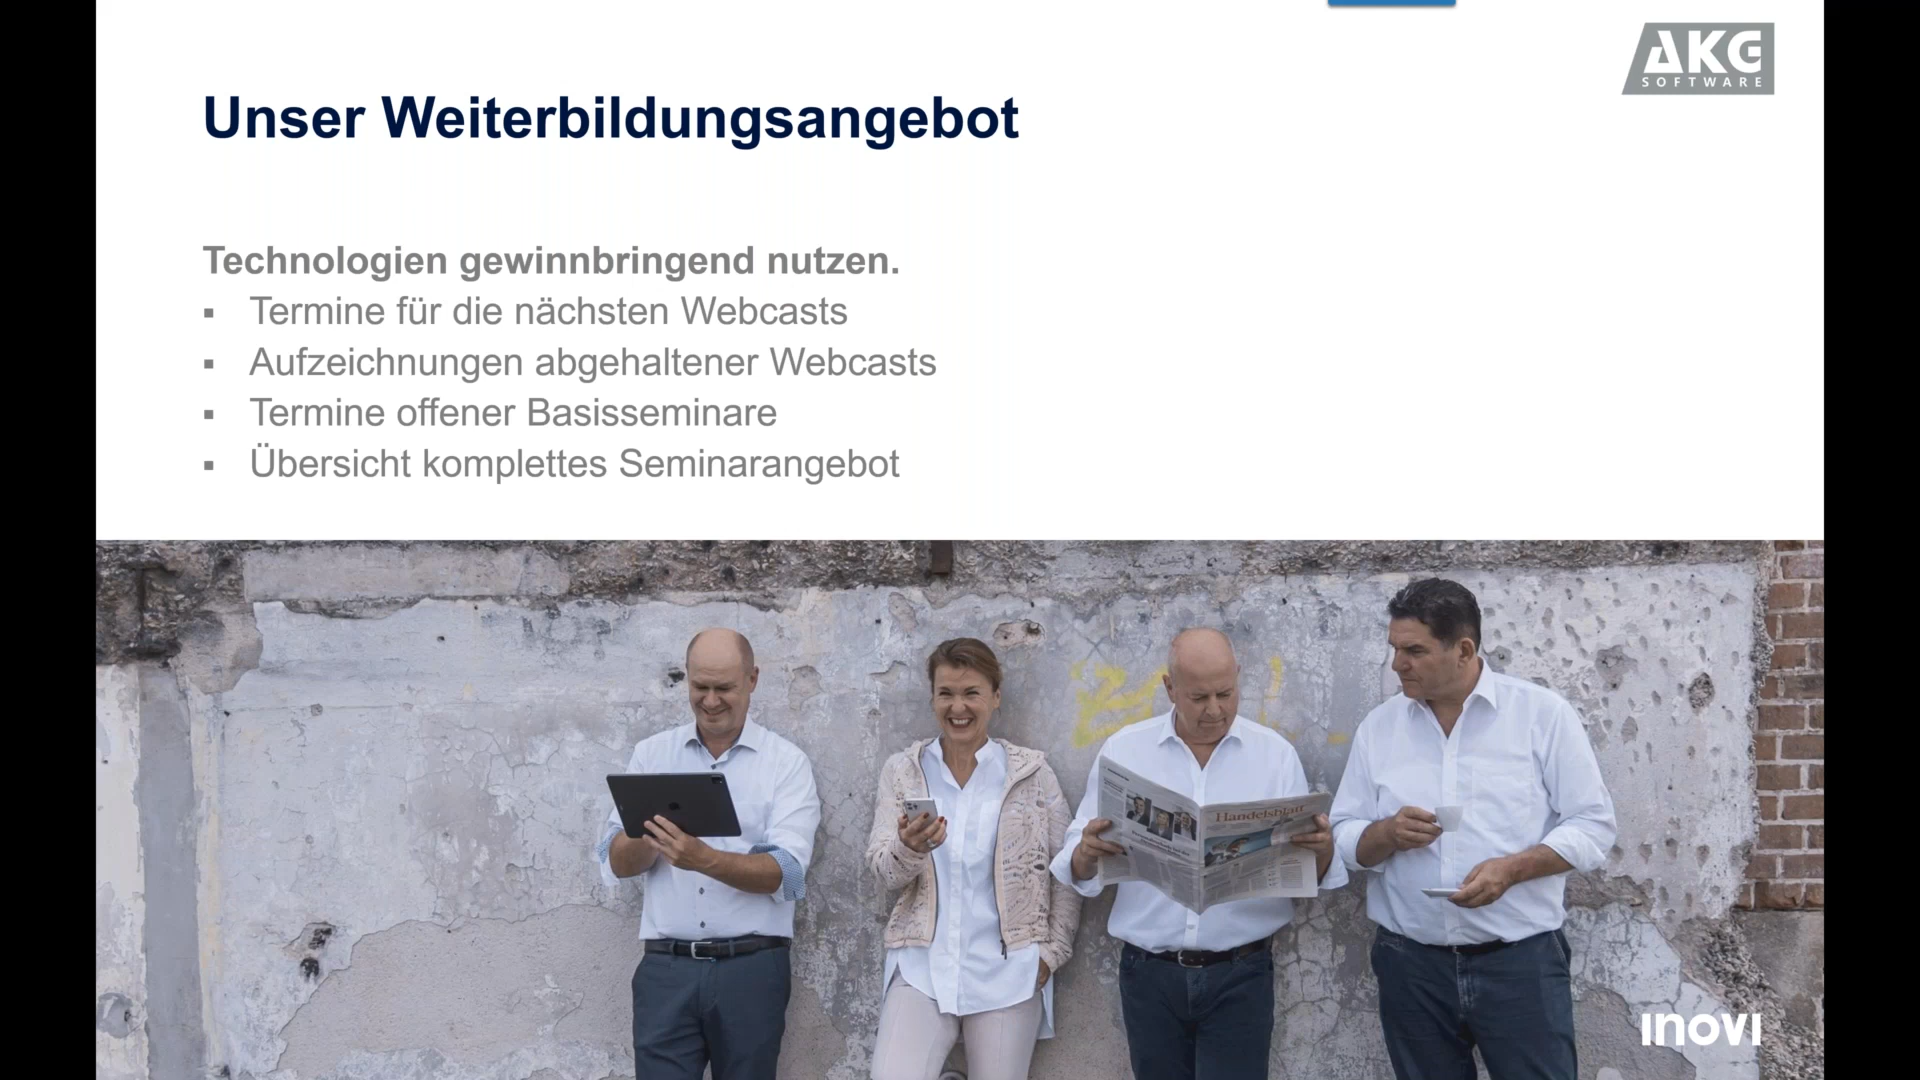 AKG
SOFTWARE
Unser Weiterbildungsangebot
Technologien gewinnbringend nutzen.
▪ Termine für die nächsten Webcasts
▪ Aufzeichnungen abgehaltener Webcasts
▪ Termine offener Basisseminare
▪ Übersicht komplettes Seminarangebot
Handelsblatt
INOVI